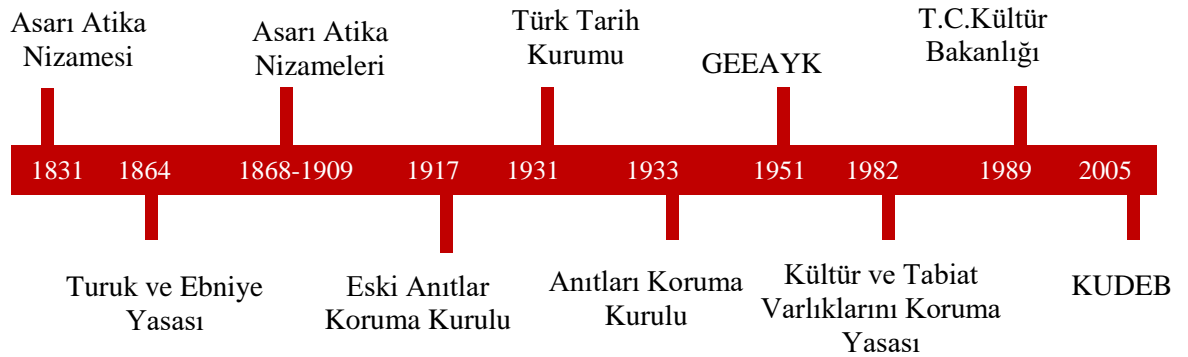 Asarı Atika
Nizamesi
Asarı Atika
Nizameleri
Türk Tarih
Kurumu
GEEAYK
T.C.Kültür
Bakanlığı
1831 1864 1868-1909 1917 1931 1933 1951 1982 1989 2005
Turuk ve Ebniye
Yasası
Eski Anıtlar
Koruma Kurulu
Anıtları Koruma
Kurulu
Kültür ve Tabiat
Varlıklarını Koruma
Yasası
KUDEB